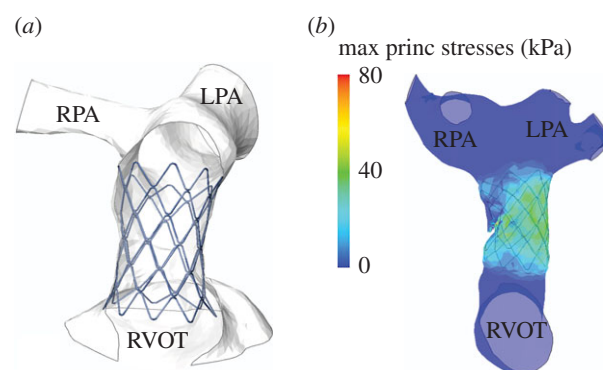 (a)
RPA
LPA
RVOT
(b)
max princ stresses (kPa)
80
40
0
RPA
LPA
RVOT